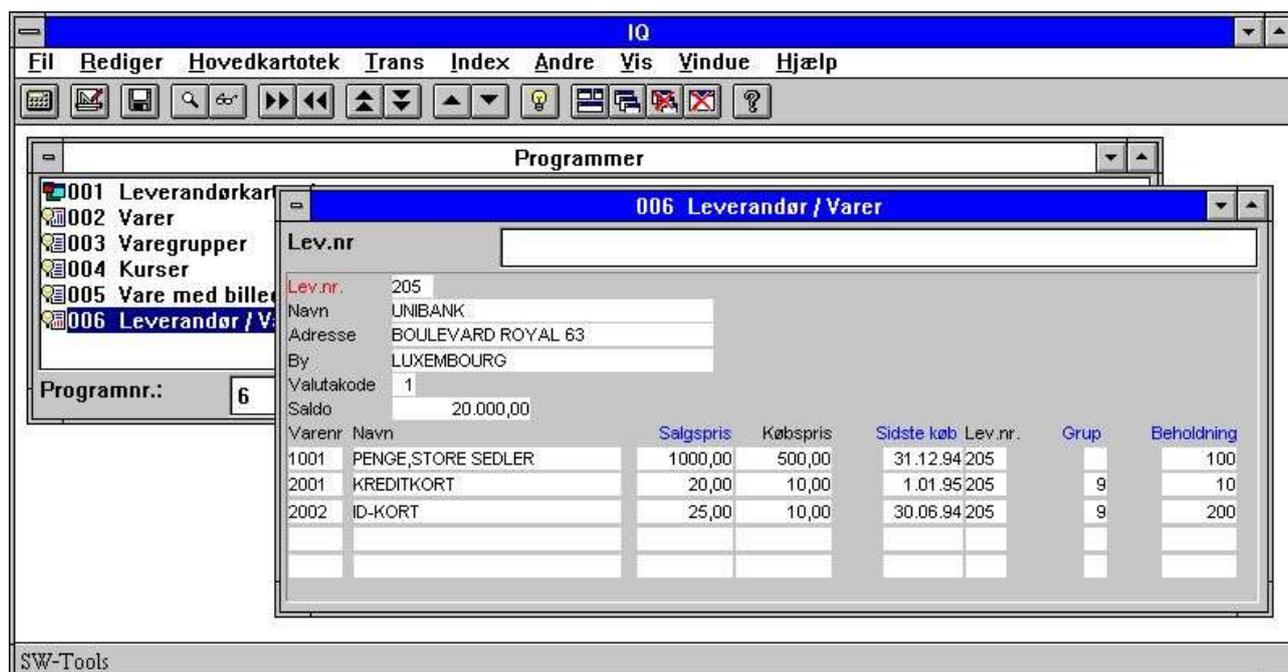 IQ
Fil Rediger Hovedkartotek Trans Index Andre Vis Vindue Hjælp
Programmer
001 Leverandørkart
002 Varer
003 Varegrupper
004 Kurser
005 Vare med billed
006 Leverandør / V
Programnr.: 6
006 Leverandør / Varer
Lev.nr
Lev.nr. 205
Navn UNIBANK
Adresse BOULEVARD ROYAL 63
By LUXEMBOURG
Valutakode 1
Saldo 20.000,00
Varenr Navn Salgspris Købspris Sidste køb Lev.nr. Grup Beholdning
1001 PENGE,STORE SEDLER 1000,00 500,00 31.12.94 205 100
2001 KREDITKORT 20,00 10,00 1.01.95 205 9 10
2002 ID-KORT 25,00 10,00 30.06.94 205 9 200
SW-Tools